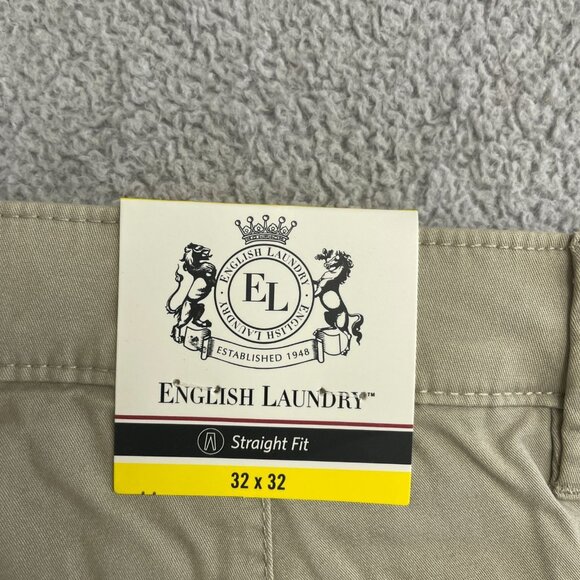 ENGLISH LAUNDRY · ENGLISH LAUNDRY ·
EL
ESTABLISHED 1948
ENGLISH LAUNDRY™
Straight Fit
32 x 32